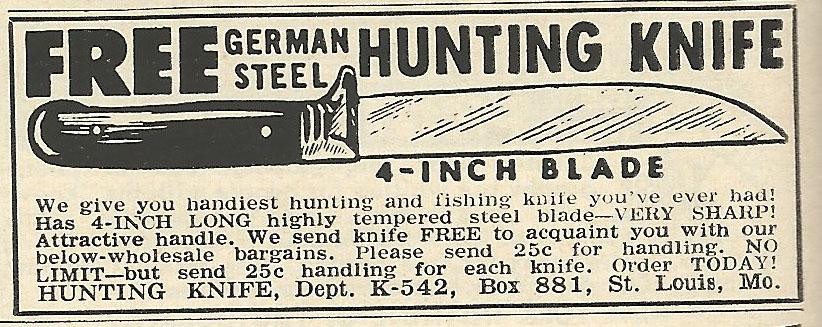 FREE GERMAN STEEL HUNTING KNIFE
4-INCH BLADE
We give you handiest hunting and fishing knife you've ever had!
Has 4-INCH LONG highly tempered steel blade—VERY SHARP!
Attractive handle. We send knife FREE to acquaint you with our
below-wholesale bargains. Please send 25c for handling. NO
LIMIT—but send 25c handling for each knife. Order TODAY!
HUNTING KNIFE, Dept. K-542, Box 881, St. Louis, Mo.